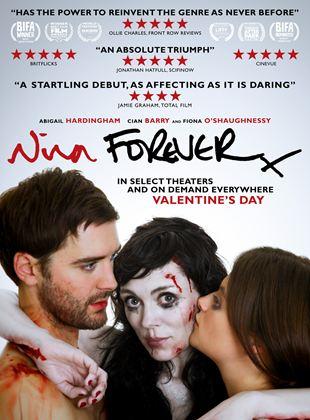 “HAS THE POWER TO REINVENT THE GENRE AS NEVER BEFORE”
OLLIE CHARLES, FRONT ROW REVIEWS
“AN ABSOLUTE TRIUMPH”
BRITFLICKS
JONATHAN HATFULL, SCIFINOW
CINEVUE
“A STARTLING DEBUT, AS AFFECTING AS IT IS DARING”
JAMIE GRAHAM, TOTAL FILM
ABIGAIL HARDINGHAM CIAN BARRY AND FIONA O’SHAUGHNESSY
Nina FOREVER x
IN SELECT THEATERS
AND ON DEMAND EVERYWHERE
VALENTINE’S DAY